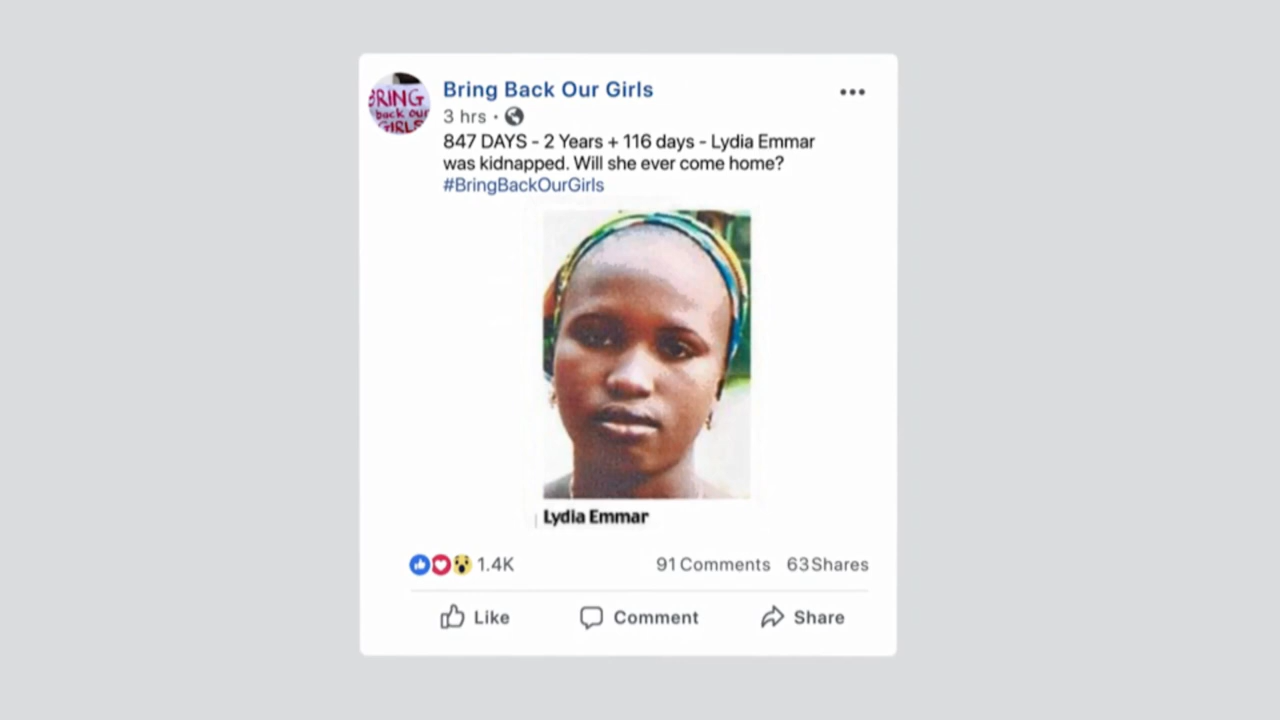 BRING
back our
GIRLS
Bring Back Our Girls
3 hrs ·
847 DAYS - 2 Years + 116 days - Lydia Emmar
was kidnapped. Will she ever come home?
#BringBackOurGirls
Lydia Emmar
1.4K
91 Comments 63 Shares
Like Comment Share